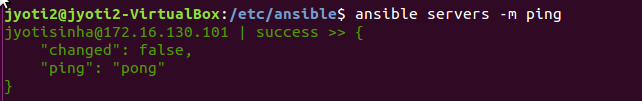 jyoti2@jyoti2-VirtualBox:/etc/ansible$ ansible servers -m ping
jyotisinha@172.16.130.101 | success >> {
    "changed": false,
    "ping": "pong"
}